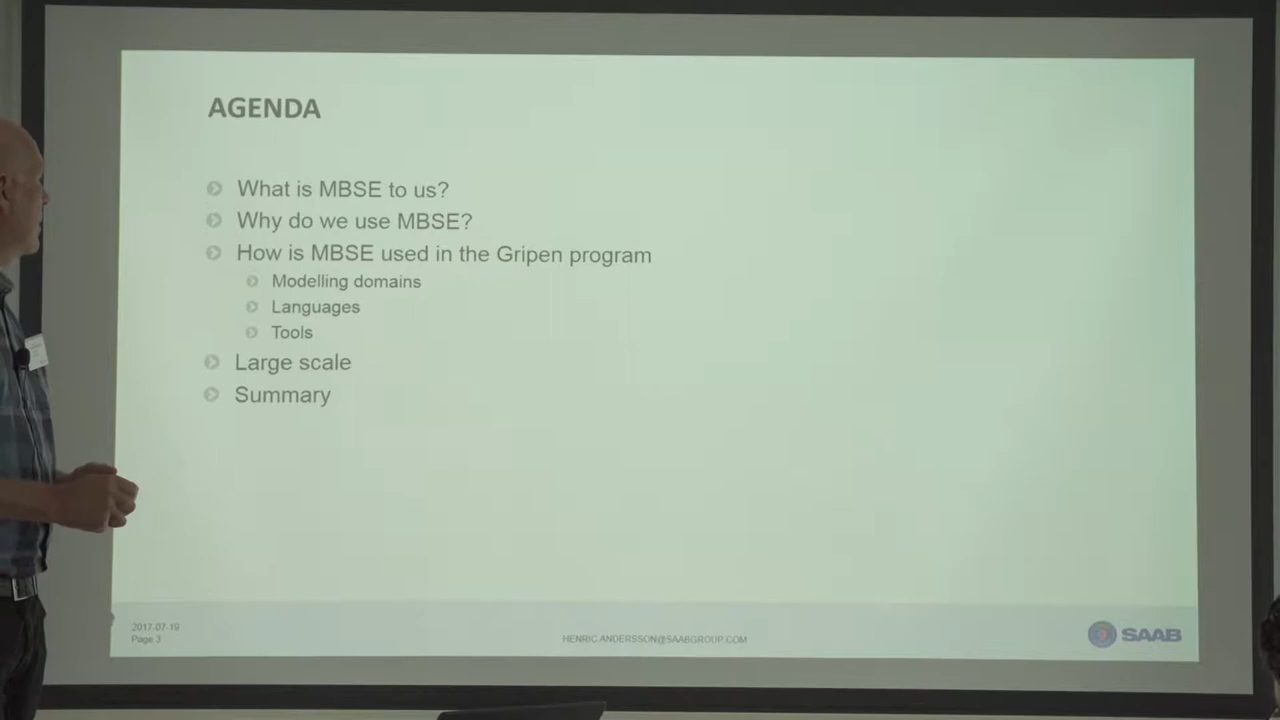 AGENDA
What is MBSE to us?
Why do we use MBSE?
How is MBSE used in the Gripen program
Modelling domains
Languages
Tools
Large scale
Summary
2017-07-19
Page 3
HENRIC.ANDERSSON@SAABGROUP.COM
SAAB